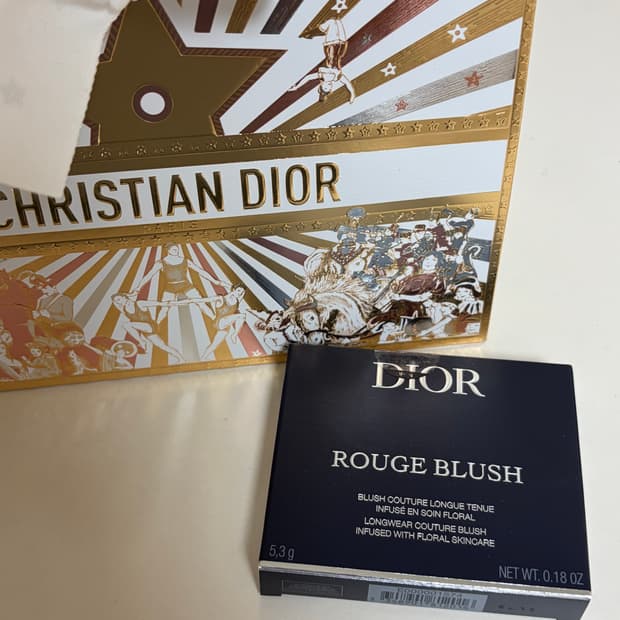 CHRISTIAN DIOR
DIOR
ROUGE BLUSH
BLUSH COUTURE LONGUE TENUE
INFUSÉ EN SOIN FLORAL
LONGWEAR COUTURE BLUSH
INFUSED WITH FLORAL SKINCARE
5,3 g
NET WT. 0.18 OZ